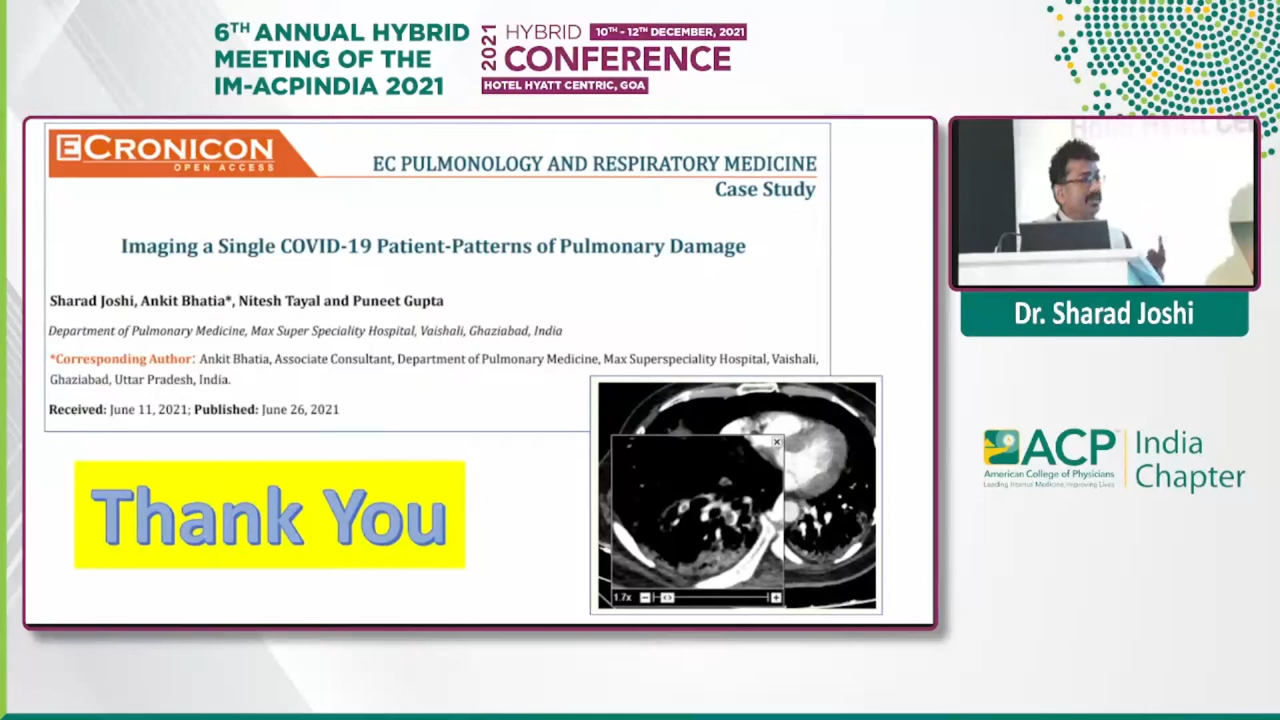 6TH ANNUAL HYBRID
MEETING OF THE
IM-ACPINDIA 2021
2021
HYBRID 10TH - 12TH DECEMBER, 2021
CONFERENCE
HOTEL HYATT CENTRIC, GOA
ECRONICON
OPEN ACCESS
EC PULMONOLOGY AND RESPIRATORY MEDICINE
Case Study
Imaging a Single COVID-19 Patient-Patterns of Pulmonary Damage
Sharad Joshi, Ankit Bhatia*, Nitesh Tayal and Puneet Gupta
Department of Pulmonary Medicine, Max Super Speciality Hospital, Vaishali, Ghaziabad, India
*Corresponding Author: Ankit Bhatia, Associate Consultant, Department of Pulmonary Medicine, Max Superspeciality Hospital, Vaishali,
Ghaziabad, Uttar Pradesh, India.
Received: June 11, 2021; Published: June 26, 2021
Thank You
1.7x
Dr. Sharad Joshi
ACP
American College of Physicians
Leading Internal Medicine, Improving Lives
India
Chapter